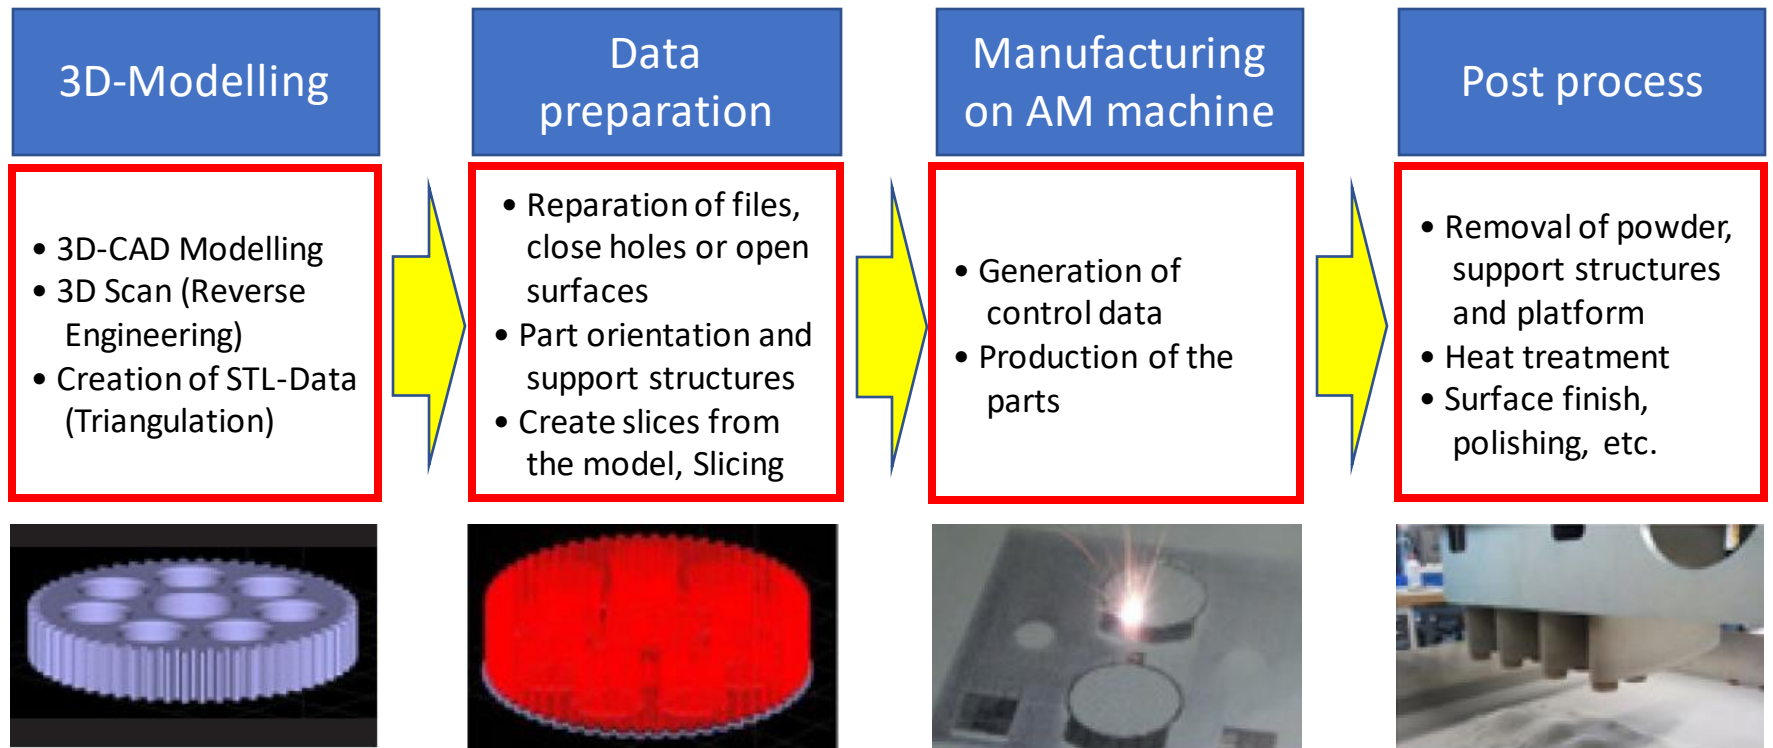 3D-Modelling
• 3D-CAD Modelling
• 3D Scan (Reverse
Engineering)
• Creation of STL-Data
(Triangulation)
Data
preparation
• Reparation of files,
close holes or open
surfaces
• Part orientation and
support structures
• Create slices from
the model, Slicing
Manufacturing
on AM machine
• Generation of
control data
• Production of the
parts
Post process
• Removal of powder,
support structures
and platform
• Heat treatment
• Surface finish,
polishing, etc.